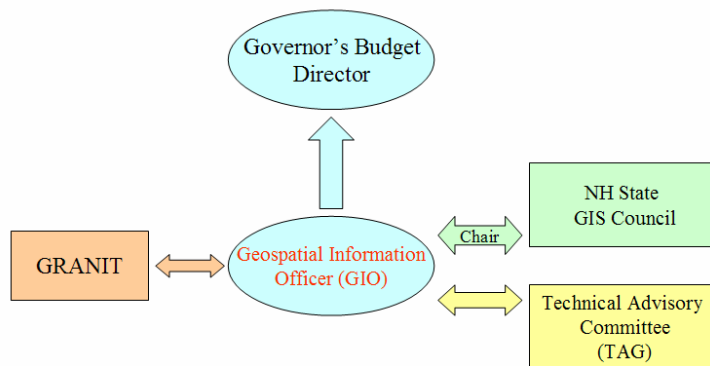 Governor's Budget
Director
NH State
GIS Council
Chair
Geospatial Information
Officer (GIO)
GRANIT
Technical Advisory
Committee
(TAG)